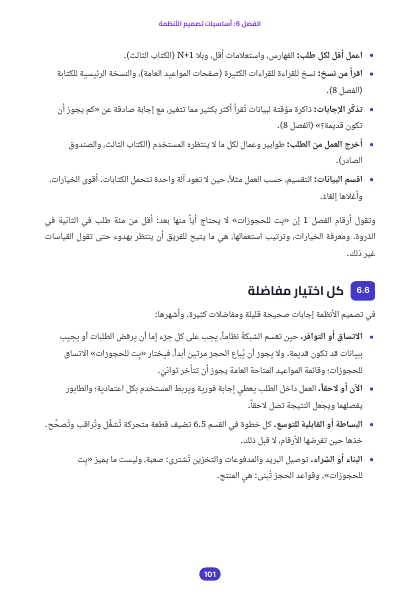 الفصل 6: أساسيات تصميم الأنظمة
• اعمل أقل لكل طلب: الفهارس، واستعلامات أقل، وبلا N+1 (الكتاب الثالث).
• اقرأ من نسخ: نسخ للقراءة للقراءات الكثيرة (صفحات المواعيد العامة)، والنسخة الرئيسية للكتابة
(الفصل 8).
• تذكّر الإجابات: ذاكرة مؤقتة لبيانات تُقرأ أكثر بكثير مما تتغير، مع إجابة صادقة عن «كم يجوز أن
تكون قديمة؟» (الفصل 8).
• أخرج العمل من الطلب: طوابير وعمال لكل ما لا ينتظره المستخدم (الكتاب الثالث، والصندوق
الصادر).
• اقسم البيانات: التقسيم، حسب العمل مثلاً، حين لا تعود آلة واحدة تتحمل الكتابات. أقوى الخيارات،
وأغلاها إلغاءً.
وتقول أرقام الفصل 1 إن «بِت للحجوزات» لا يحتاج أياً منها بعد: أقل من مئة طلب في الثانية في
الذروة. ومعرفة الخيارات، وترتيب استعمالها، هي ما يتيح للفريق أن ينتظر بهدوء حتى تقول القياسات
غير ذلك.
6.6 كل اختيار مفاضلة
في تصميم الأنظمة إجابات صحيحة قليلة ومفاضلات كثيرة. وأشهرها:
• الاتساق أو التوافر. حين تقسم الشبكةُ نظاماً، يجب على كل جزء إما أن يرفض الطلبات أو يجيب
ببيانات قد تكون قديمة. ولا يجوز أن يُباع الحجز مرتين أبداً، فيختار «بِت للحجوزات» الاتساق
للحجوزات؛ وقائمة المواعيد المتاحة العامة يجوز أن تتأخر ثواني.
• الآن أو لاحقاً. العمل داخل الطلب يعطي إجابة فورية ويربط المستخدم بكل اعتمادية؛ والطابور
يفصلهما ويجعل النتيجة تصل لاحقاً.
• البساطة أو القابلية للتوسع. كل خطوة في القسم 6.5 تضيف قطعة متحركة تُشغَّل وتُراقب وتُصحَّح.
خذها حين تفرضها الأرقام، لا قبل ذلك.
• البناء أو الشراء. توصيل البريد والمدفوعات والتخزين تُشترى: صعبة، وليست ما يميز «بِت
للحجوزات». وقواعد الحجز تُبنى: هي المنتج.
101